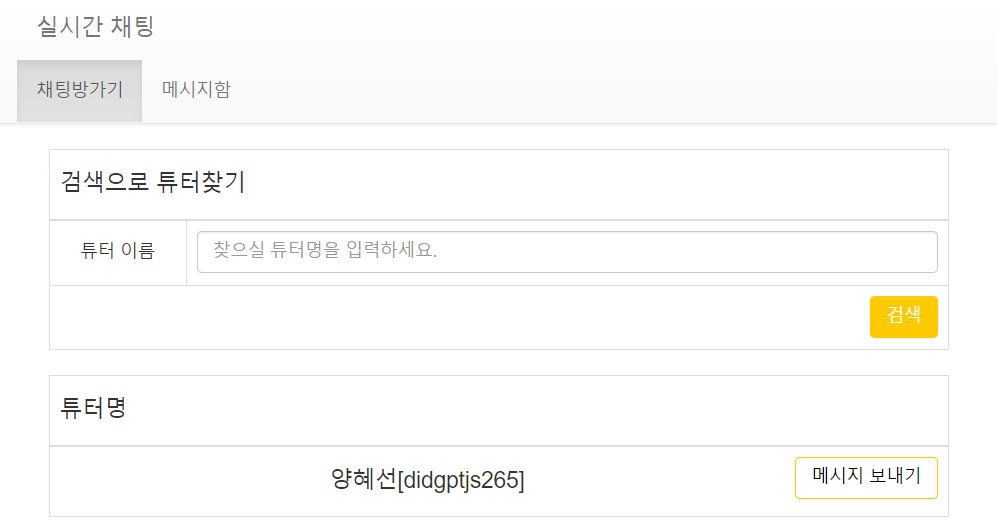 실시간 채팅
채팅방가기 메시지함
검색으로 튜터찾기
튜터 이름 찾으실 튜터명을 입력하세요.
검색
튜터명
양혜선[didgptjs265] 메시지 보내기